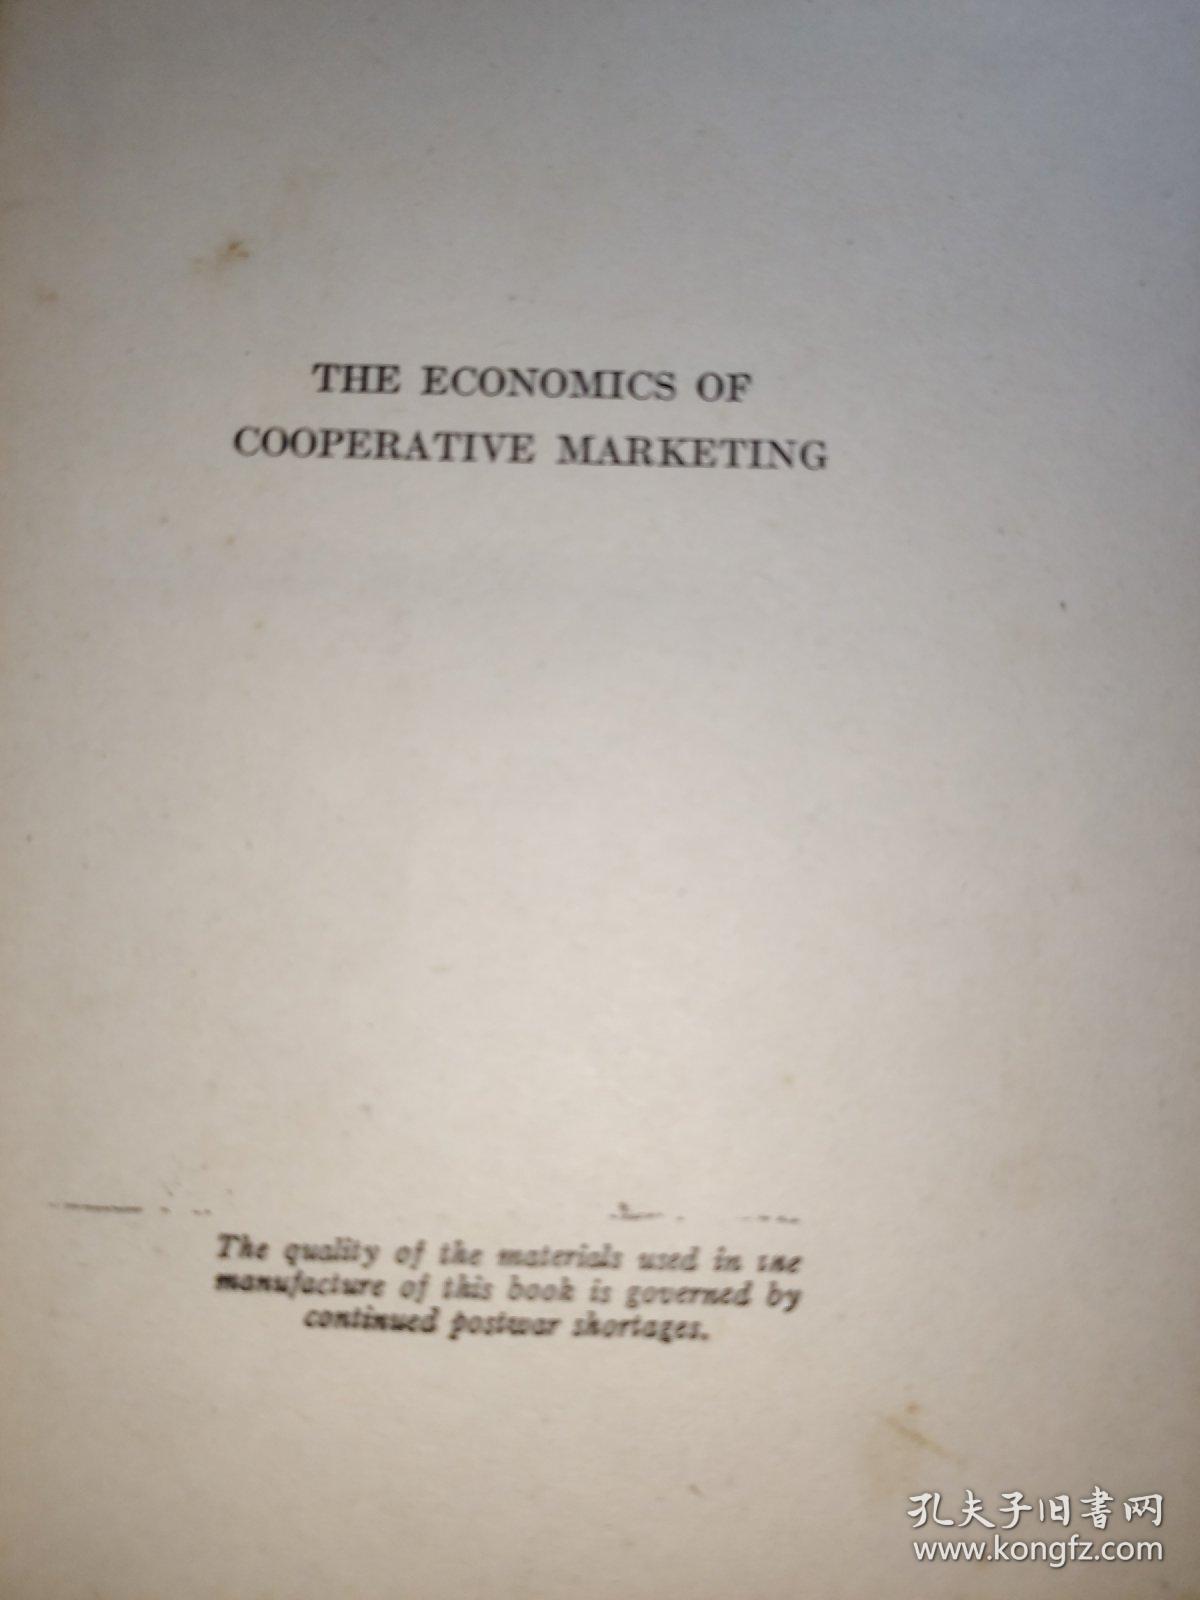 THE ECONOMICS OF
COOPERATIVE MARKETING
The quality of the materials used in the
manufacture of this book is governed by
continued postwar shortages.
孔夫子旧书网
www.kongfz.com